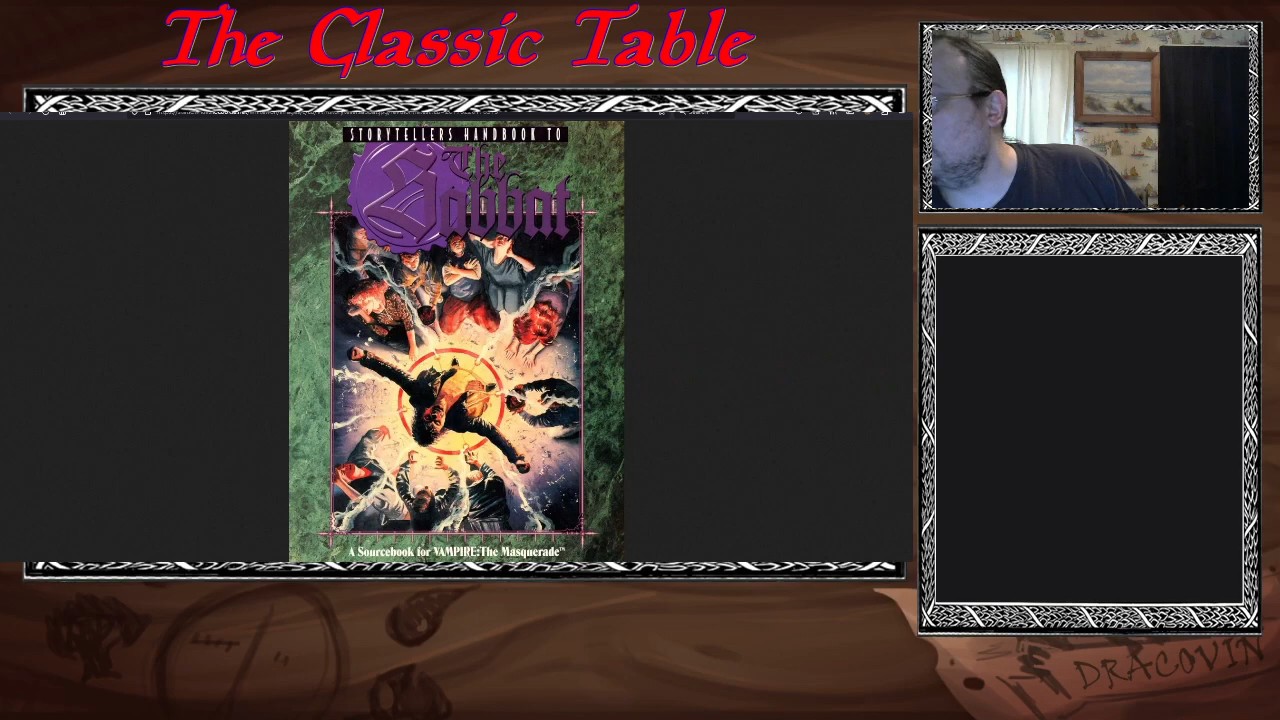 The Classic Table
STORYTELLERS HANDBOOK TO
The
Sabbat
A Sourcebook for VAMPIRE:The Masquerade™
DRACOVIN